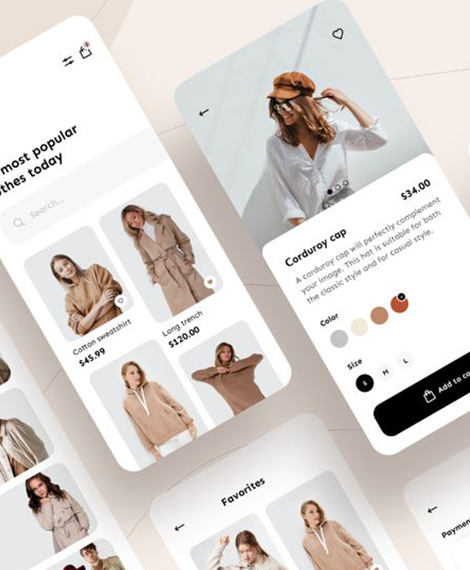 most popular
thes today
Search...
Cotton sweatshirt
$45.99
Long trench
$120.00
Corduroy cap
$34.00
A corduroy cap will perfectly complement
your image. This hat is suitable for both
the classic style and for casual style.
Color
Size
S
M
L
Add to ca
Favorites
Paymen